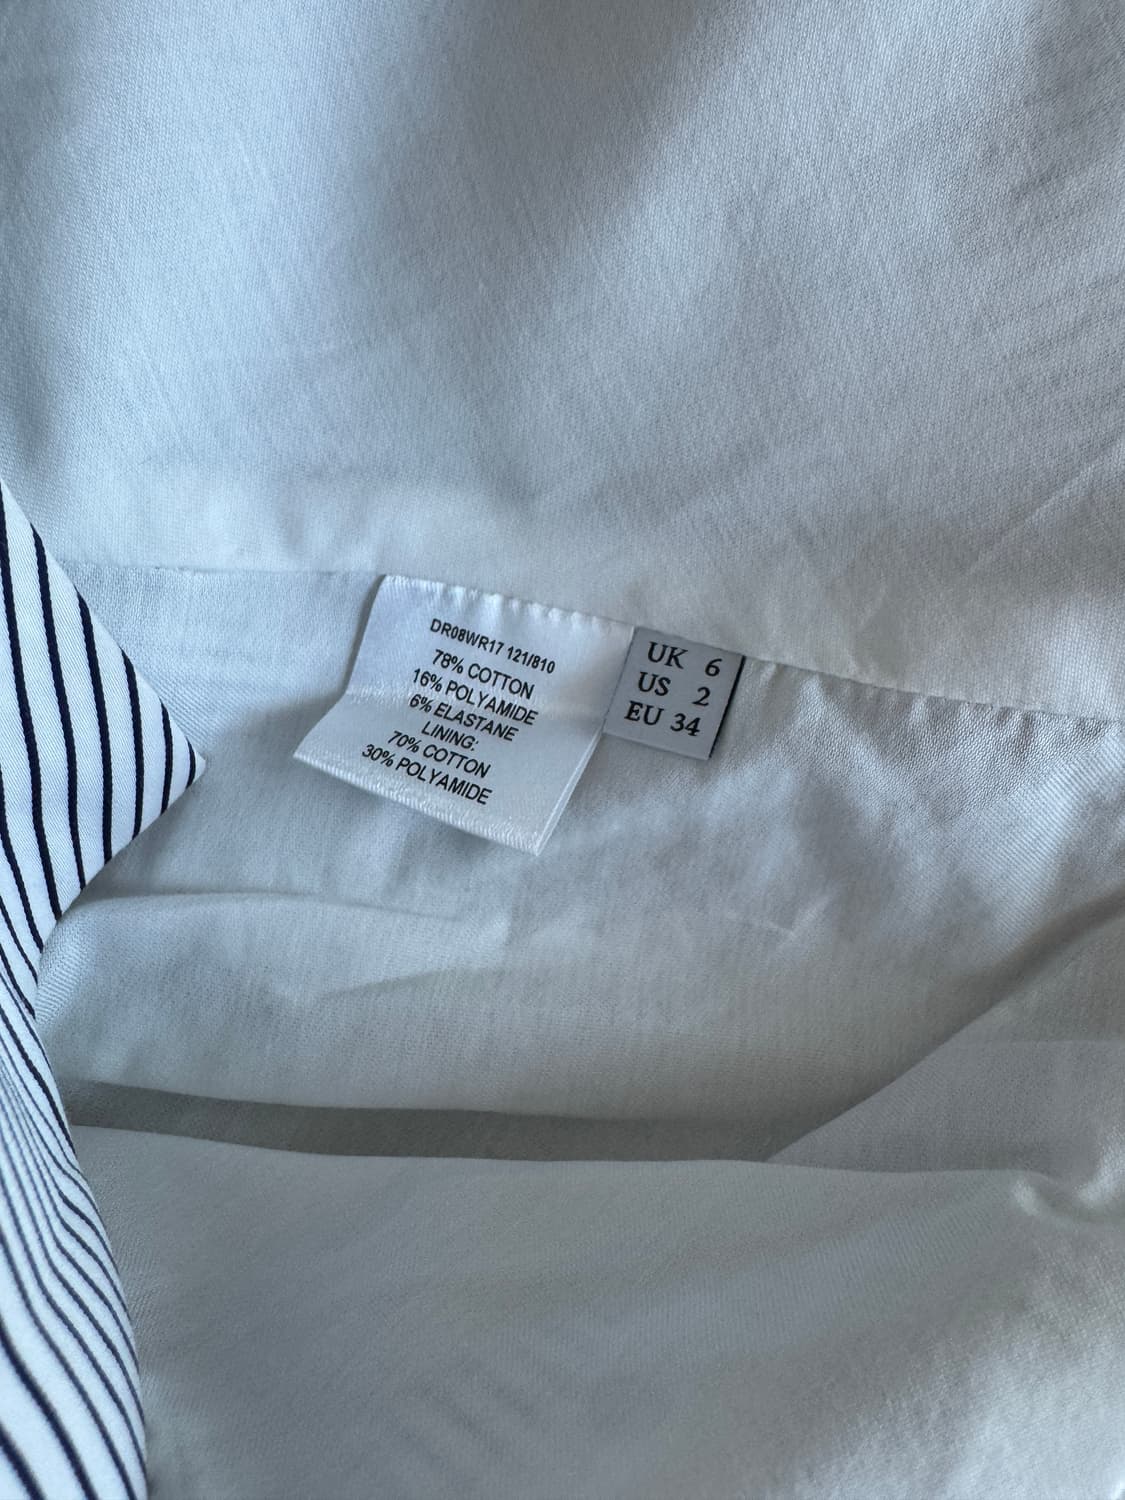 DR08WR17 121/810
78% COTTON
16% POLYAMIDE
6% ELASTANE
LINING:
70% COTTON
30% POLYAMIDE
UK 6
US 2
EU 34